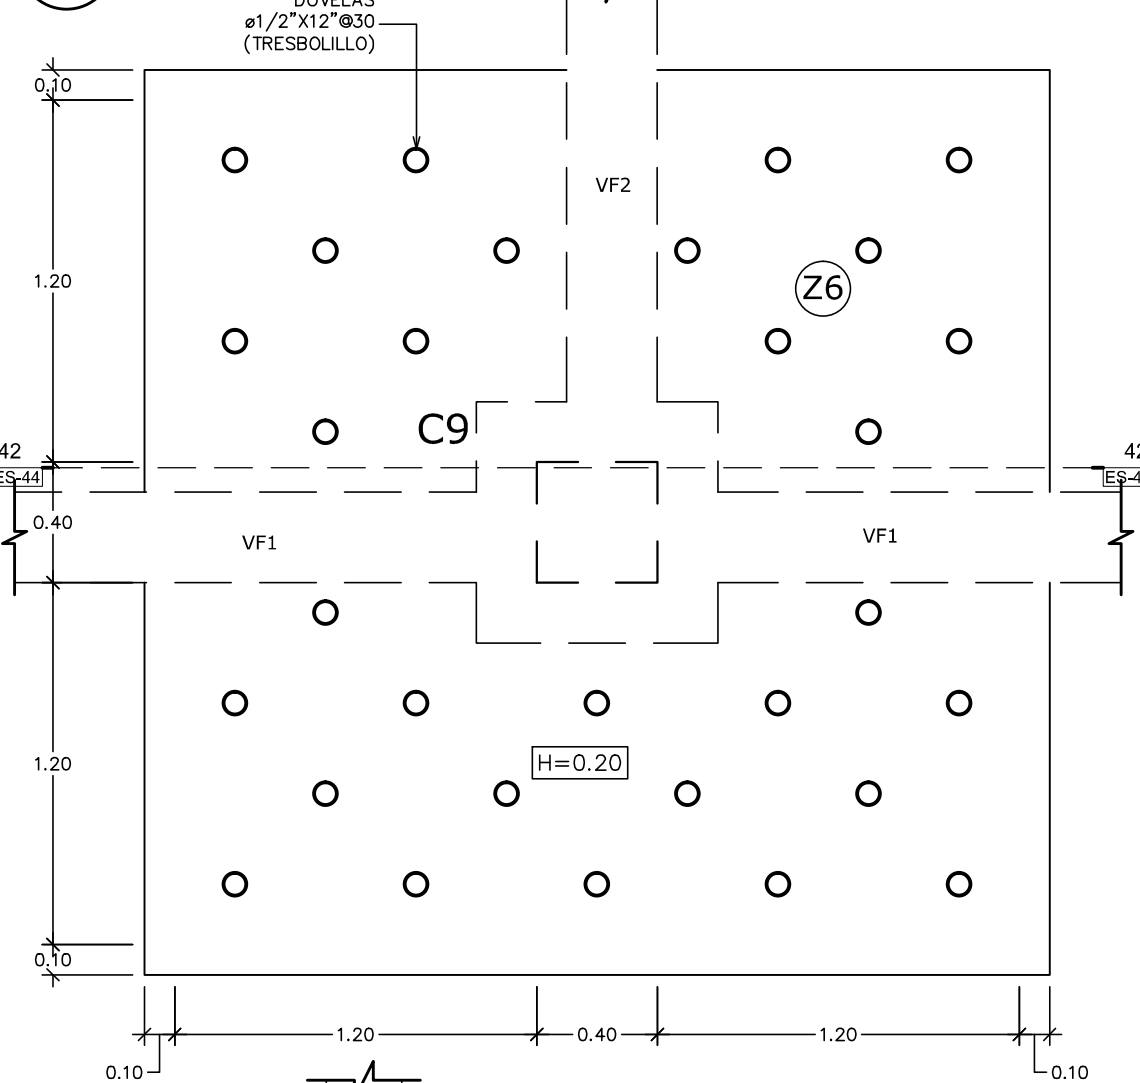 DOVELAS
ø1/2"X12"@30
(TRESBOLILLO)
0.10
VF2
1.20
Z6
C9
42
42
ES-44
0.40
VF1
VF1
1.20
H=0.20
0.10
1.20
0.40
1.20
0.10
0.10